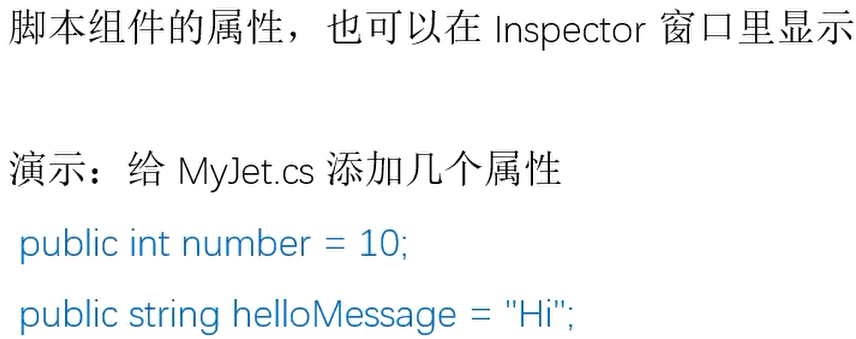 脚本组件的属性，也可以在 Inspector 窗口里显示
演示：给 MyJet.cs 添加几个属性
public int number = 10;
public string helloMessage = "Hi";